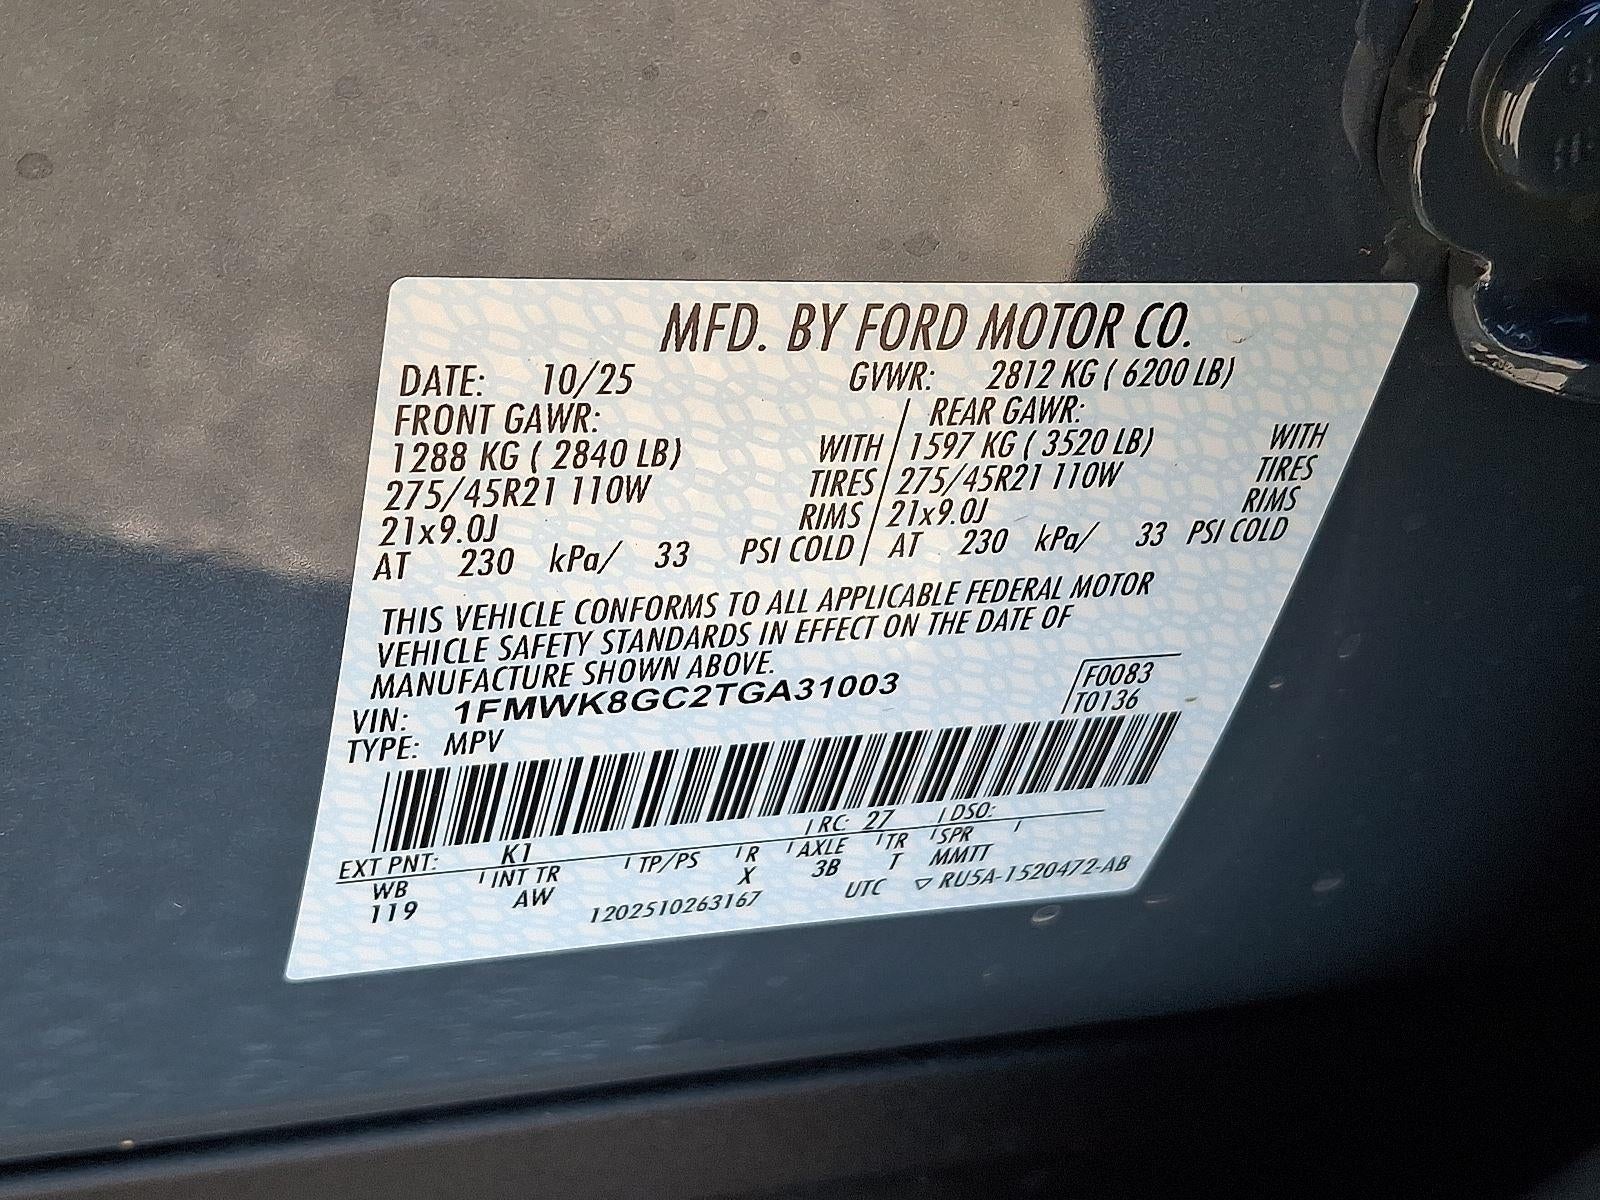 MFD. BY FORD MOTOR CO.
DATE: 10/25 GVWR: 2812 KG ( 6200 LB)
FRONT GAWR: REAR GAWR:
1288 KG ( 2840 LB) WITH / 1597 KG ( 3520 LB) WITH
275/45R21 110W TIRES / 275/45R21 110W TIRES
21x9.0J RIMS / 21x9.0J RIMS
AT 230 kPa/ 33 PSI COLD / AT 230 kPa/ 33 PSI COLD
THIS VEHICLE CONFORMS TO ALL APPLICABLE FEDERAL MOTOR
VEHICLE SAFETY STANDARDS IN EFFECT ON THE DATE OF
MANUFACTURE SHOWN ABOVE.
VIN: 1FMWK8GC2TGA31003 F0083
TYPE: MPV T0136
EXT PNT: K1 RC: 27 DSO:
WB INT TR TP/PS R AXLE TR SPR
119 AW X 3B T MMTT
1202510263167 UTC ▽ RU5A-1520472-AB